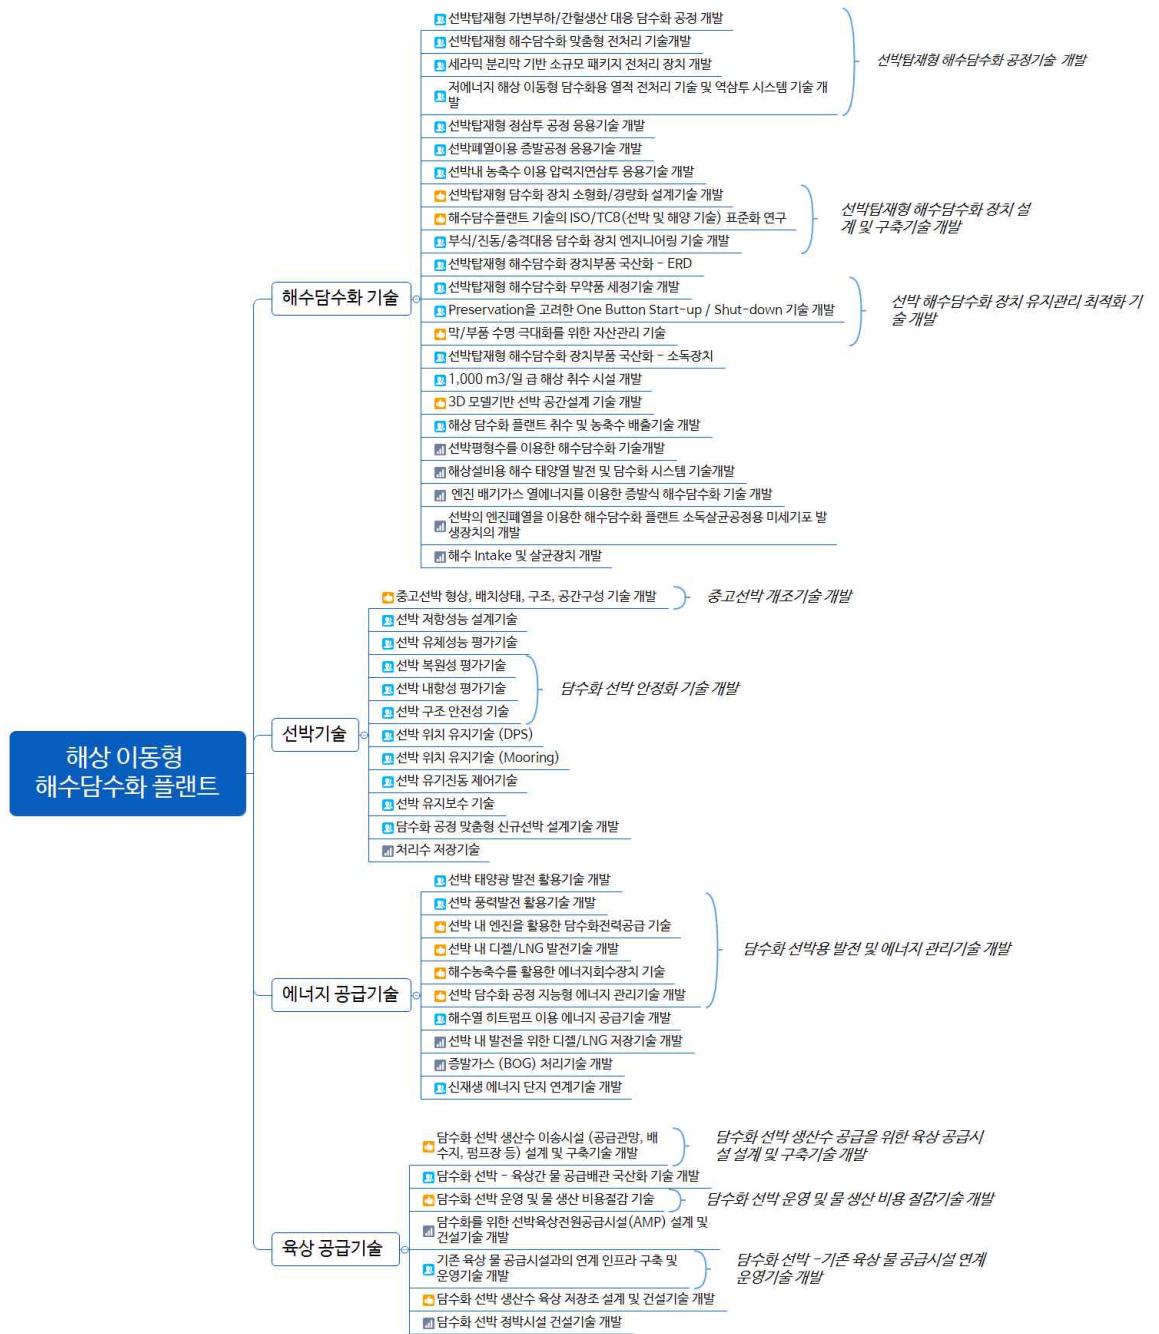 선박탑재형 가변부하/간헐생산 대응 담수화 공정 개발
선박탑재형 해수담수화 맞춤형 전처리 기술개발
세라믹 분리막 기반 소규모 패키지 전처리 장치 개발
저에너지 해상 이동형 담수화용 열적 전처리 기술 및 역삼투 시스템 기술 개
발
선박탑재형 해수담수화 공정기술 개발
선박탑재형 정삼투 공정 응용기술 개발
선박폐열이용 증발공정 응용기술 개발
선박내 농축수 이용 압력지연삼투 응용기술 개발
선박탑재형 담수화 장치 소형화/경량화 설계기술 개발
해수담수플랜트 기술의 ISO/TC8(선박 및 해양 기술) 표준화 연구
부식/진동/충격대응 담수화 장치 엔지니어링 기술 개발
선박탑재형 해수담수화 장치 설
계 및 구축기술 개발
선박탑재형 해수담수화 장치부품 국산화 - ERD
선박탑재형 해수담수화 무약품 세정기술 개발
Preservation을 고려한 One Button Start-up / Shut-down 기술 개발
막/부품 수명 극대화를 위한 자산관리 기술
선박 해수담수화 장치 유지관리 최적화 기
술 개발
해수담수화 기술
선박탑재형 해수담수화 장치부품 국산화 - 소독장치
1,000 m3/일 급 해상 취수 시설 개발
3D 모델기반 선박 공간설계 기술 개발
해상 담수화 플랜트 취수 및 농축수 배출기술 개발
선박평형수를 이용한 해수담수화 기술개발
해상설비용 해수 태양열 발전 및 담수화 시스템 기술개발
엔진 배기가스 열에너지를 이용한 증발식 해수담수화 기술 개발
선박의 엔진폐열을 이용한 해수담수화 플랜트 소독살균공정용 미세기포 발
생장치의 개발
해수 Intake 및 살균장치 개발
중고선박 형상, 배치상태, 구조, 공간구성 기술 개발
중고선박 개조기술 개발
선박 저항성능 설계기술
선박 유체성능 평가기술
선박 복원성 평가기술
선박 내항성 평가기술
선박 구조 안전성 기술
담수화 선박 안정화 기술 개발
선박기술
선박 위치 유지기술 (DPS)
선박 위치 유지기술 (Mooring)
선박 유기진동 제어기술
선박 유지보수 기술
담수화 공정 맞춤형 신규선박 설계기술 개발
처리수 저장기술
해상 이동형
해수담수화 플랜트
선박 태양광 발전 활용기술 개발
선박 풍력발전 활용기술 개발
선박 내 엔진을 활용한 담수화전력공급 기술
선박 내 디젤/LNG 발전기술 개발
해수농축수를 활용한 에너지회수장치 기술
선박 담수화 공정 지능형 에너지 관리기술 개발
담수화 선박용 발전 및 에너지 관리기술 개발
에너지 공급기술
해수열 히트펌프 이용 에너지 공급기술 개발
선박 내 발전을 위한 디젤/LNG 저장기술 개발
증발가스 (BOG) 처리기술 개발
신재생 에너지 단지 연계기술 개발
담수화 선박 생산수 이송시설 (공급관망, 배
수지, 펌프장 등) 설계 및 구축기술 개발
담수화 선박 생산수 공급을 위한 육상 공급시
설 설계 및 구축기술 개발
담수화 선박 - 육상간 물 공급배관 국산화 기술 개발
담수화 선박 운영 및 물 생산 비용절감 기술
담수화 선박 운영 및 물 생산 비용 절감기술 개발
담수화를 위한 선박육상전원공급시설(AMP) 설계 및
건설기술 개발
육상 공급기술
기존 육상 물 공급시설과의 연계 인프라 구축 및
운영기술 개발
담수화 선박 -기존 육상 물 공급시설 연계
운영기술 개발
담수화 선박 생산수 육상 저장조 설계 및 건설기술 개발
담수화 선박 정박시설 건설기술 개발